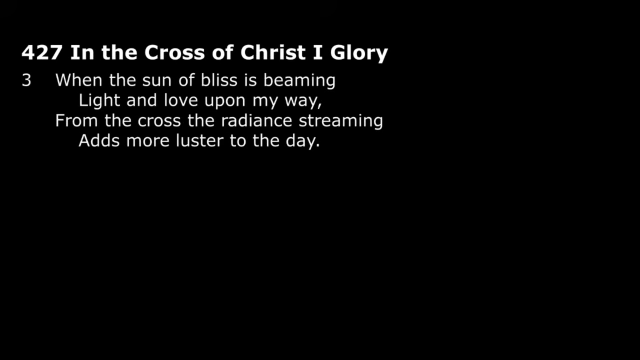 427 In the Cross of Christ I Glory
3 When the sun of bliss is beaming
Light and love upon my way,
From the cross the radiance streaming
Adds more luster to the day.